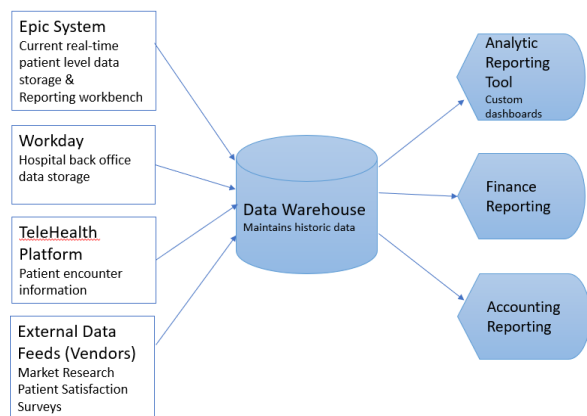 Epic System
Current real-time
patient level data
storage &
Reporting workbench
Workday
Hospital back office
data storage
TeleHealth
Platform
Patient encounter
information
External Data
Feeds (Vendors)
Market Research
Patient Satisfaction
Surveys
Data Warehouse
Maintains historic data
Analytic
Reporting
Tool
Custom
dashboards
Finance
Reporting
Accounting
Reporting